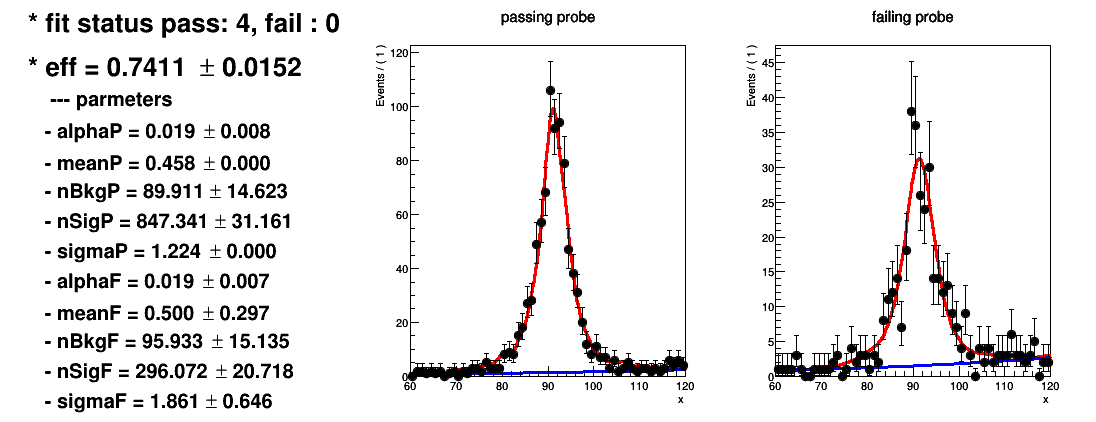 * fit status pass: 4, fail : 0
* eff = 0.7411 ± 0.0152
--- parmeters
- alphaP = 0.019 ± 0.008
- meanP = 0.458 ± 0.000
- nBkgP = 89.911 ± 14.623
- nSigP = 847.341 ± 31.161
- sigmaP = 1.224 ± 0.000
- alphaF = 0.019 ± 0.007
- meanF = 0.500 ± 0.297
- nBkgF = 95.933 ± 15.135
- nSigF = 296.072 ± 20.718
- sigmaF = 1.861 ± 0.646
passing probe
Events / ( 1 )
120
100
80
60
40
20
0
60 70 80 90 100 110 120
x
failing probe
Events / ( 1 )
45
40
35
30
25
20
15
10
5
0
60 70 80 90 100 110 120
x